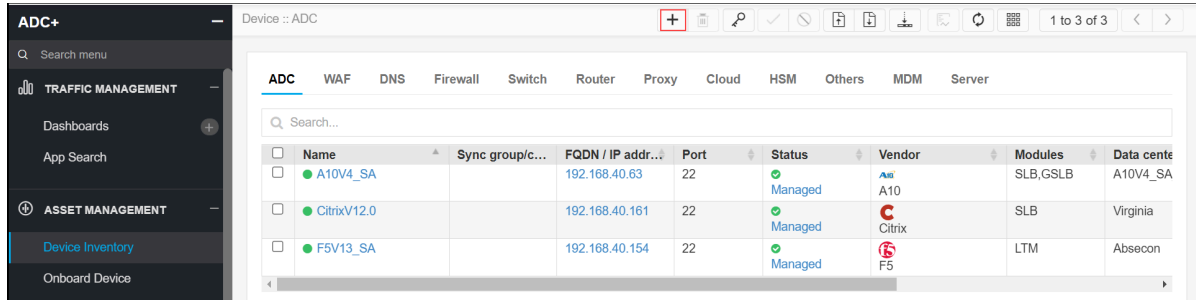 ADC+
Device :: ADC
1 to 3 of 3
Search menu
TRAFFIC MANAGEMENT
Dashboards
App Search
ASSET MANAGEMENT
Device Inventory
Onboard Device
ADC WAF DNS Firewall Switch Router Proxy Cloud HSM Others MDM Server
Search...
Name Sync group/c... FQDN / IP addr... Port Status Vendor Modules Data cente
A10V4_SA 192.168.40.63 22 Managed A10 A10 SLB,GSLB A10V4_SA
CitrixV12.0 192.168.40.161 22 Managed Citrix SLB Virginia
F5V13_SA 192.168.40.154 22 Managed F5 F5 LTM Absecon